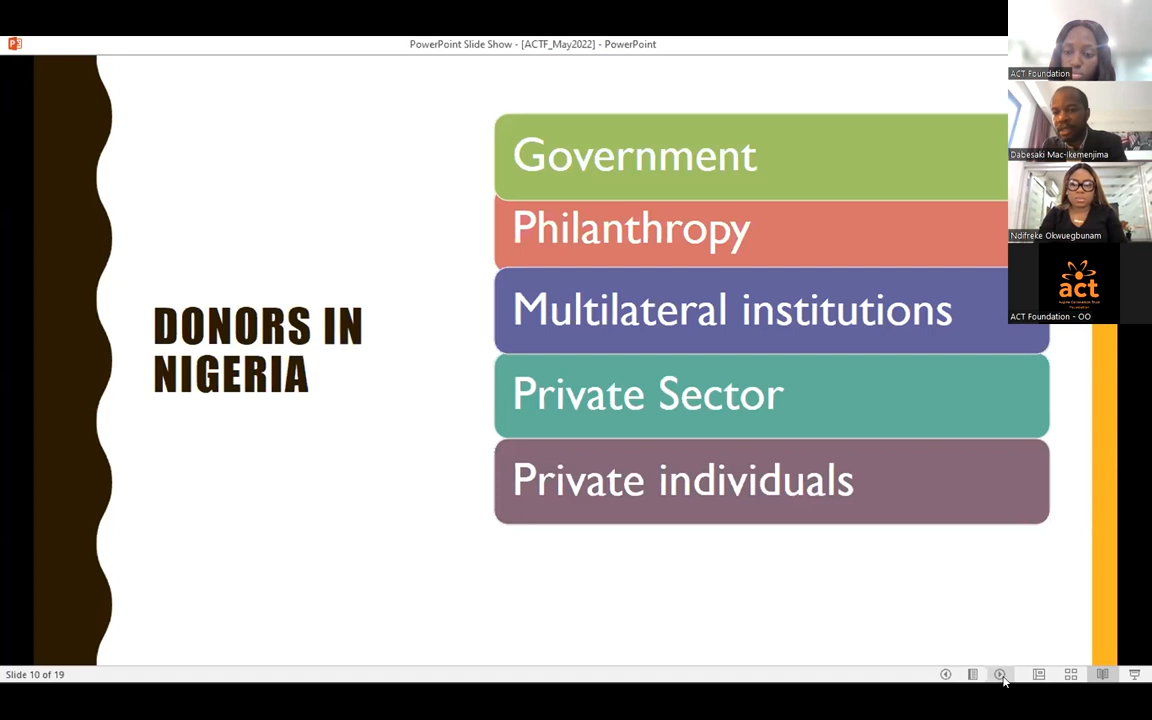 PowerPoint Slide Show - [ACTF_May2022] - PowerPoint
ACT Foundation
Government
Dabesaki Mac-Ikemenjima
Philanthropy
Ndifreke Okwuegbunam
act
Multilateral institutions
ACT Foundation - OO
DONORS IN
NIGERIA
Private Sector
Private individuals
Slide 10 of 19